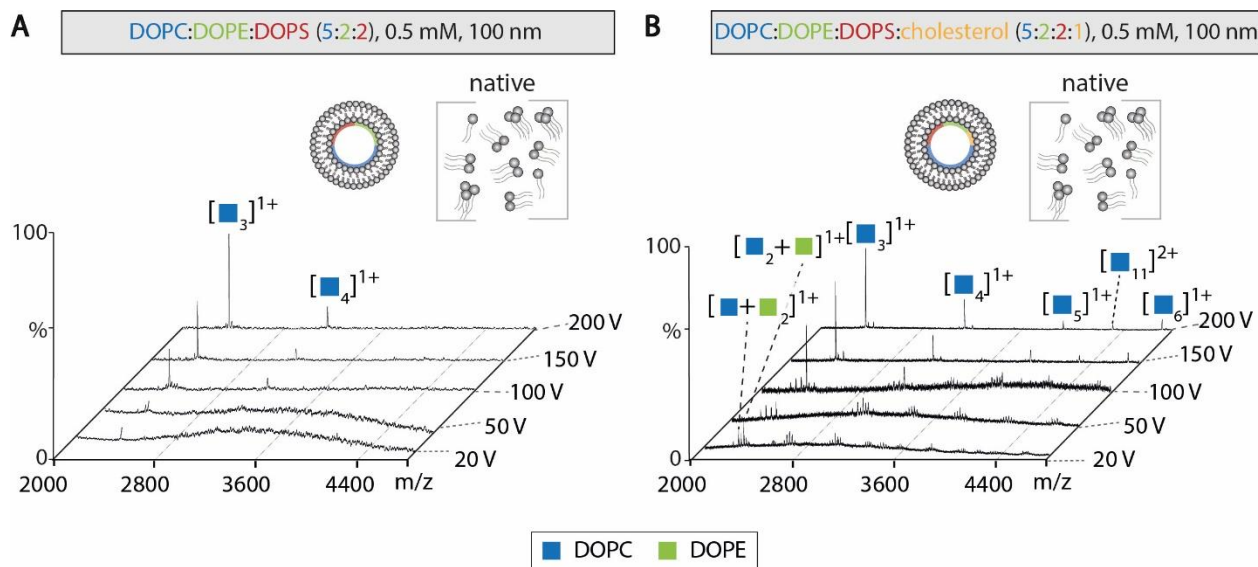 A
DOPC:DOPE:DOPS (5:2:2), 0.5 mM, 100 nm
native
[ 3]1+
[ 4]1+
100
%
0
200 V
150 V
100 V
50 V
20 V
2000 2800 3600 4400 m/z
B
DOPC:DOPE:DOPS:cholesterol (5:2:2:1), 0.5 mM, 100 nm
native
[ 2+ ]1+
[ 3]1+
[ + 2]1+
[ 4]1+
[ 5]1+
[ 11]2+
[ 6]1+
100
%
0
200 V
150 V
100 V
50 V
20 V
2000 2800 3600 4400 m/z
DOPC DOPE